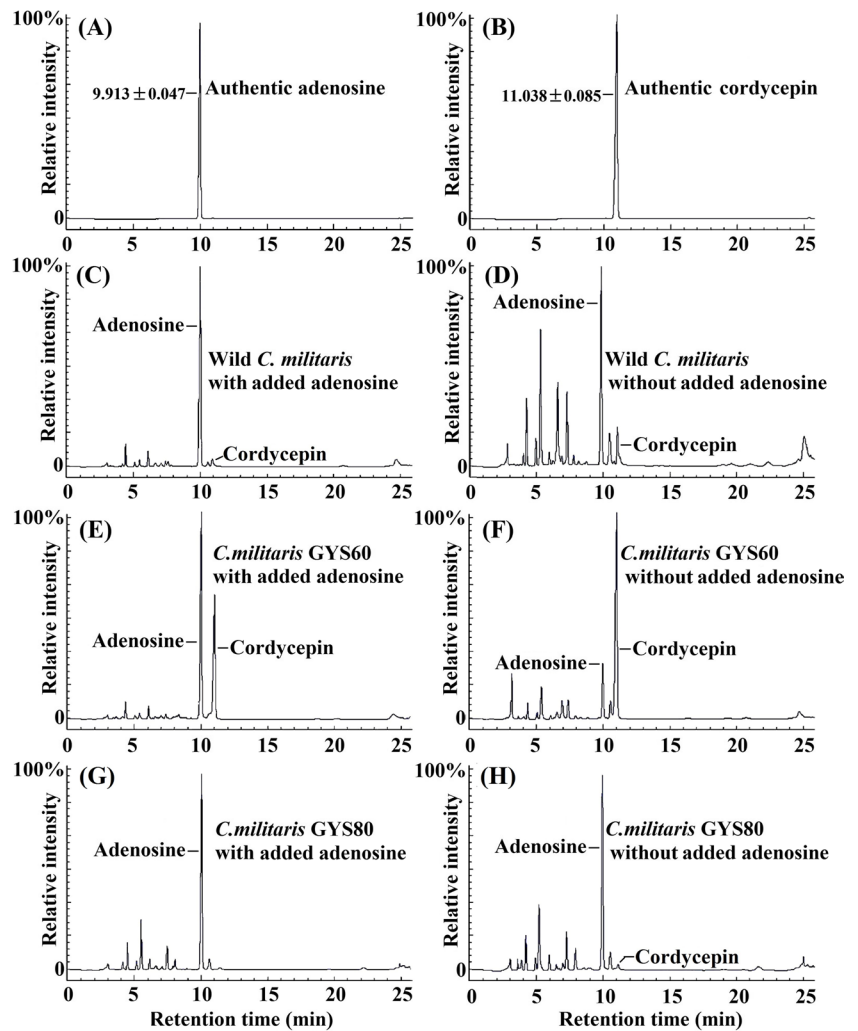 100%
(A)
Relative intensity
9.913±0.047
Authentic adenosine
0
0 5 10 15 20 25
100%
(B)
Relative intensity
11.038±0.085
Authentic cordycepin
0
0 5 10 15 20 25
100%
(C)
Relative intensity
Adenosine
Wild C. militaris
with added adenosine
Cordycepin
0
0 5 10 15 20 25
100%
(D)
Relative intensity
Adenosine
Wild C. militaris
without added adenosine
Cordycepin
0
0 5 10 15 20 25
100%
(E)
Relative intensity
C.militaris GYS60
with added adenosine
Adenosine
Cordycepin
0
0 5 10 15 20 25
100%
(F)
Relative intensity
C.militaris GYS60
without added adenosine
Adenosine
Cordycepin
0
0 5 10 15 20 25
100%
(G)
Relative intensity
C.militaris GYS80
with added adenosine
Adenosine
0
0 5 10 15 20 25
Retention time (min)
100%
(H)
Relative intensity
C.militaris GYS80
without added adenosine
Adenosine
Cordycepin
0
0 5 10 15 20 25
Retention time (min)